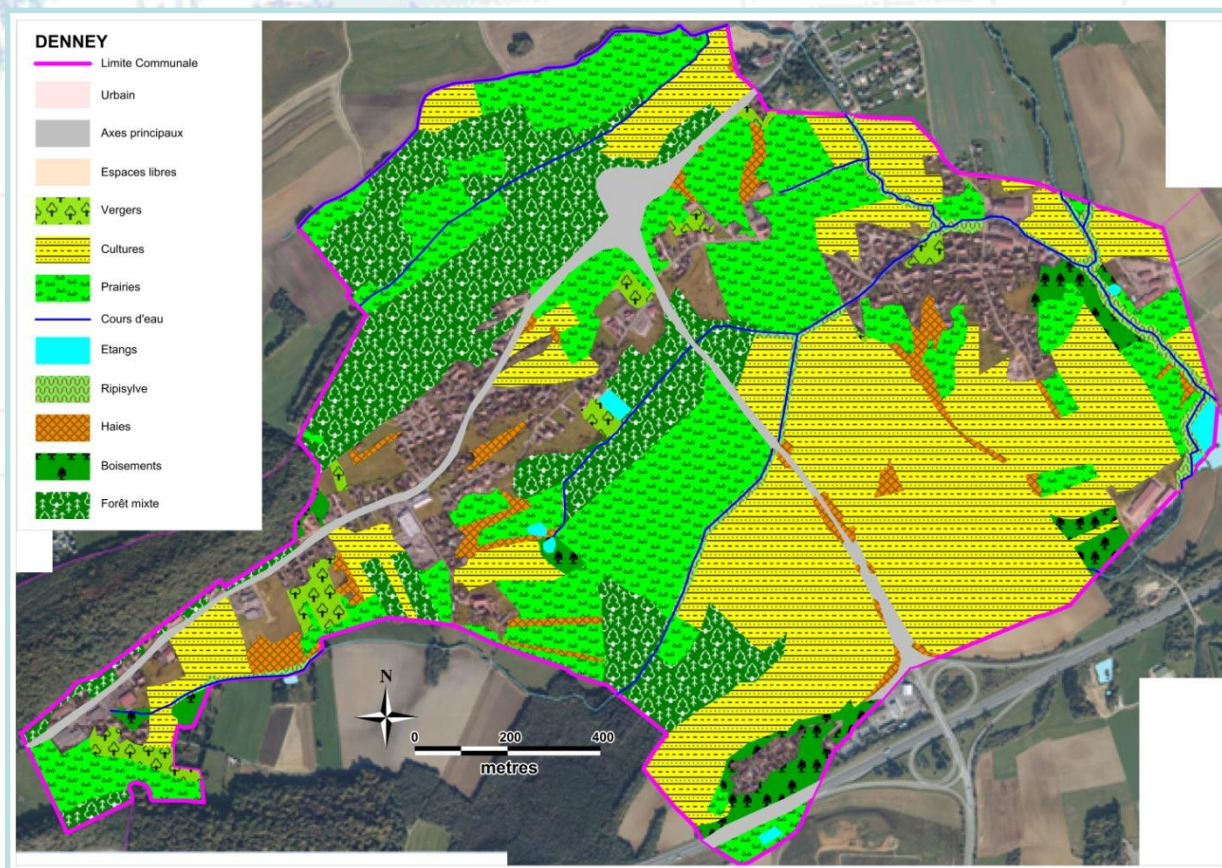 DENNEY
Limite Communale
Urbain
Axes principaux
Espaces libres
Vergers
Cultures
Prairies
Cours d'eau
Etangs
Ripisylve
Haies
Boisements
Forêt mixte
N
0 200 400
metres